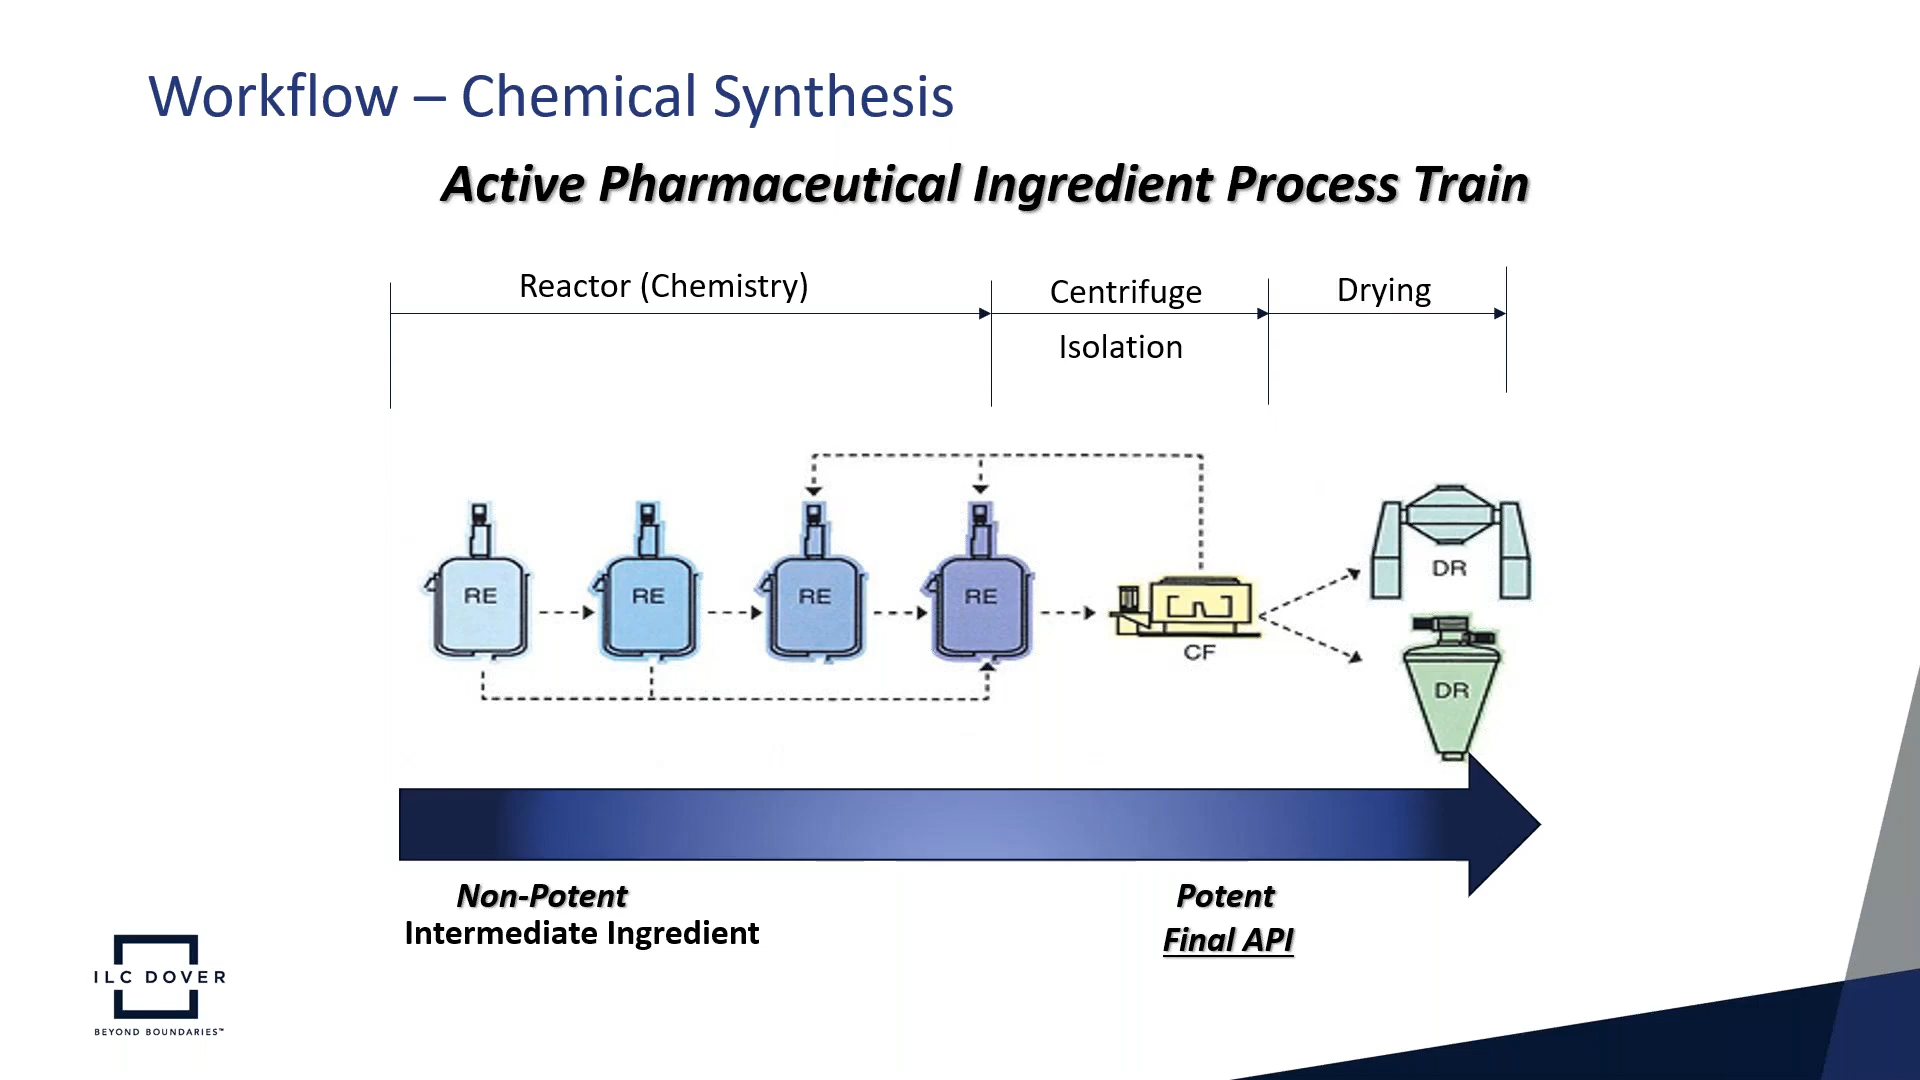 Workflow – Chemical Synthesis
Active Pharmaceutical Ingredient Process Train
Reactor (Chemistry)
Centrifuge
Isolation
Drying
RE
RE
RE
RE
CF
DR
DR
Non-Potent
Intermediate Ingredient
Potent
Final API
ILC DOVER
BEYOND BOUNDARIES™